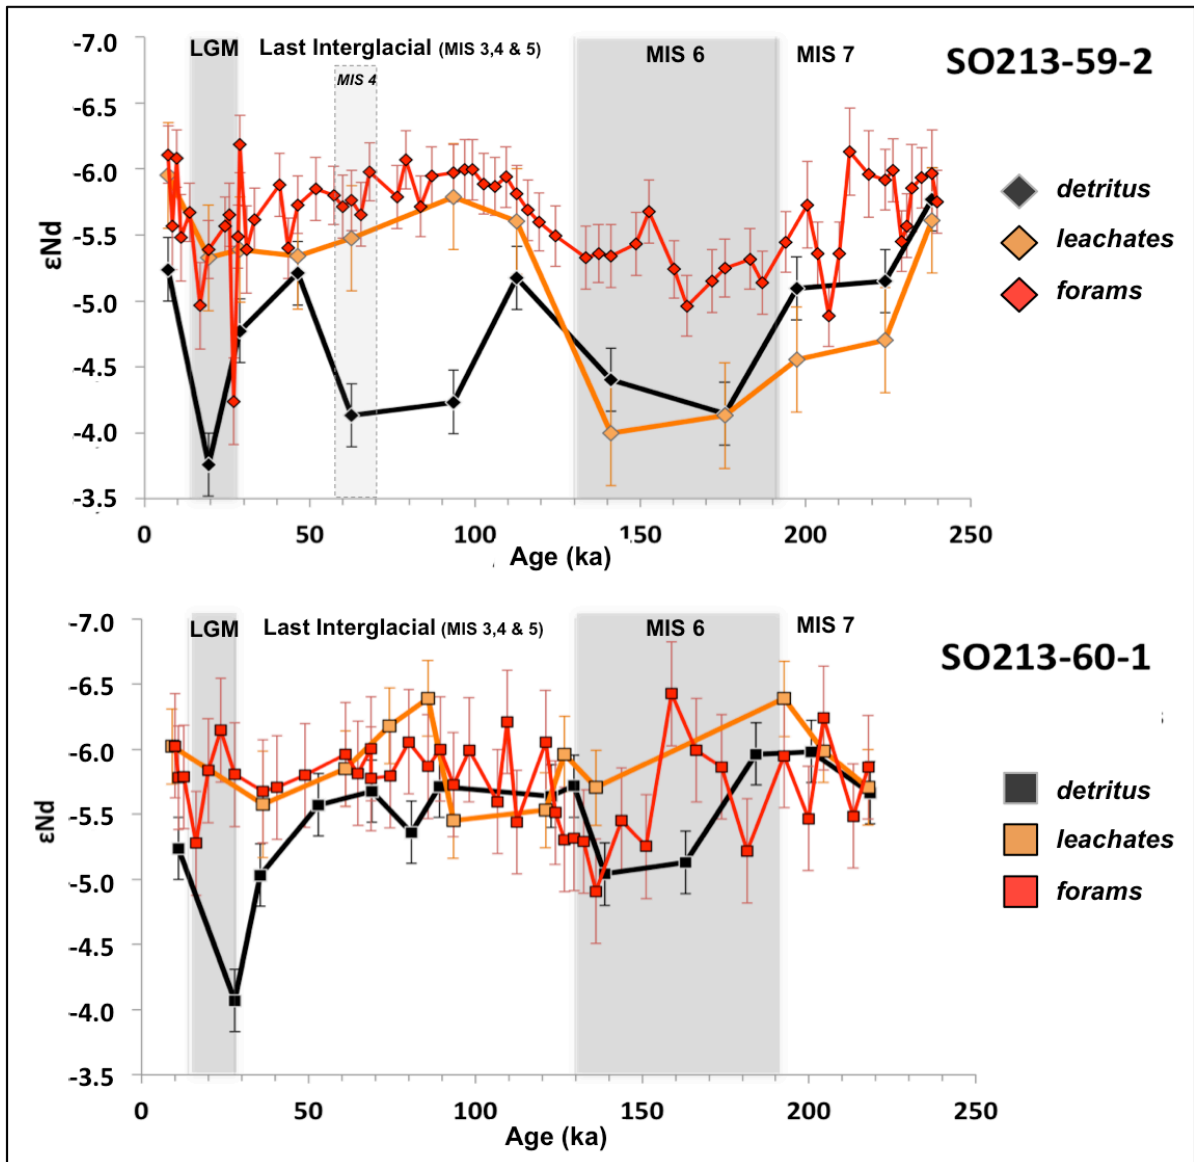 -7.0
LGM
Last Interglacial (MIS 3,4 & 5)
MIS 6
MIS 7
SO213-59-2
MIS 4
-6.5
-6.0
-5.5
-5.0
-4.5
-4.0
-3.5
εNd
detritus
leachates
forams
0
50
100
150
200
250
Age (ka)
-7.0
LGM
Last Interglacial (MIS 3,4 & 5)
MIS 6
MIS 7
SO213-60-1
-6.5
-6.0
-5.5
-5.0
-4.5
-4.0
-3.5
εNd
detritus
leachates
forams
0
50
100
150
200
250
Age (ka)